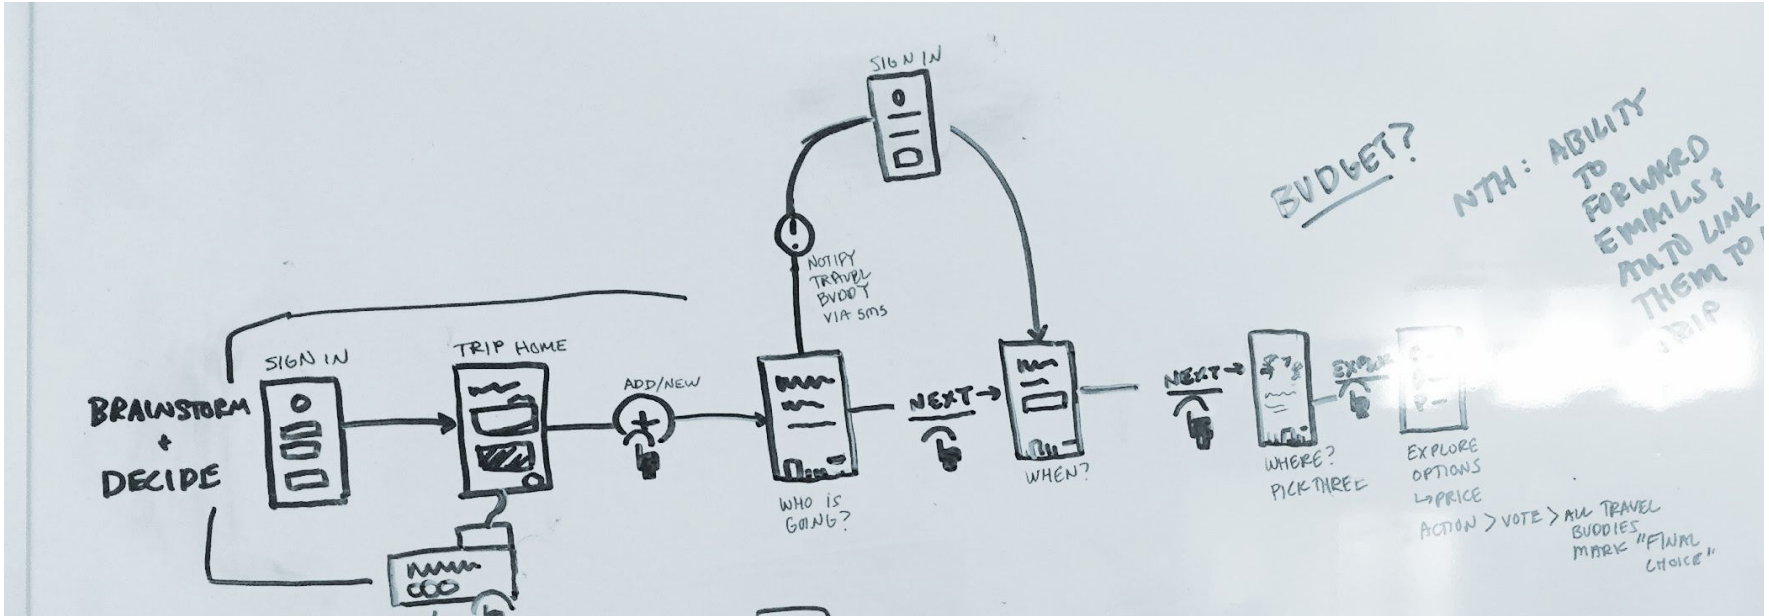 SIGN IN
BUDGET?
NTH: ABILITY
TO
FORWARD
EMAILS +
AUTO LINK
THEM TO
TRIP
NOTIFY
TRAVEL
BUDDY
VIA SMS
BRAINSTORM
+
DECIDE
SIGN IN
TRIP HOME
ADD/NEW
WHO IS
GOING?
NEXT
WHEN?
NEXT
WHERE?
PICK THREE
EXPLORE
EXPLORE
OPTIONS
↳PRICE
ACTION > VOTE > ALL TRAVEL
BUDDIES
MARK "FINAL
CHOICE"